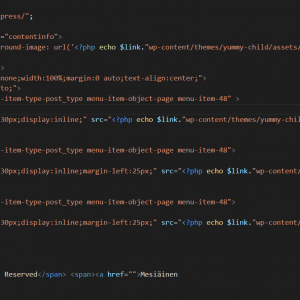 press/";
="contentinfo">
round-image: url('<?php echo $link."wp-content/themes/yummy-child/assets/
>
none;width:100%;margin:0 auto;text-align:center;">
to;">
-item-type-post_type menu-item-object-page menu-item-48" >
30px;display:inline;" src="<?php echo $link."wp-content/themes/yummy-chil
-item-type-post_type menu-item-object-page menu-item-48">
30px;display:inline;margin-left:25px;" src="<?php echo $link."wp-content/
-item-type-post_type menu-item-object-page menu-item-48">
30px;display:inline;margin-left:25px;" src="<?php echo $link."wp-content/
Reserved</span> <span><a href="">Mesiäinen